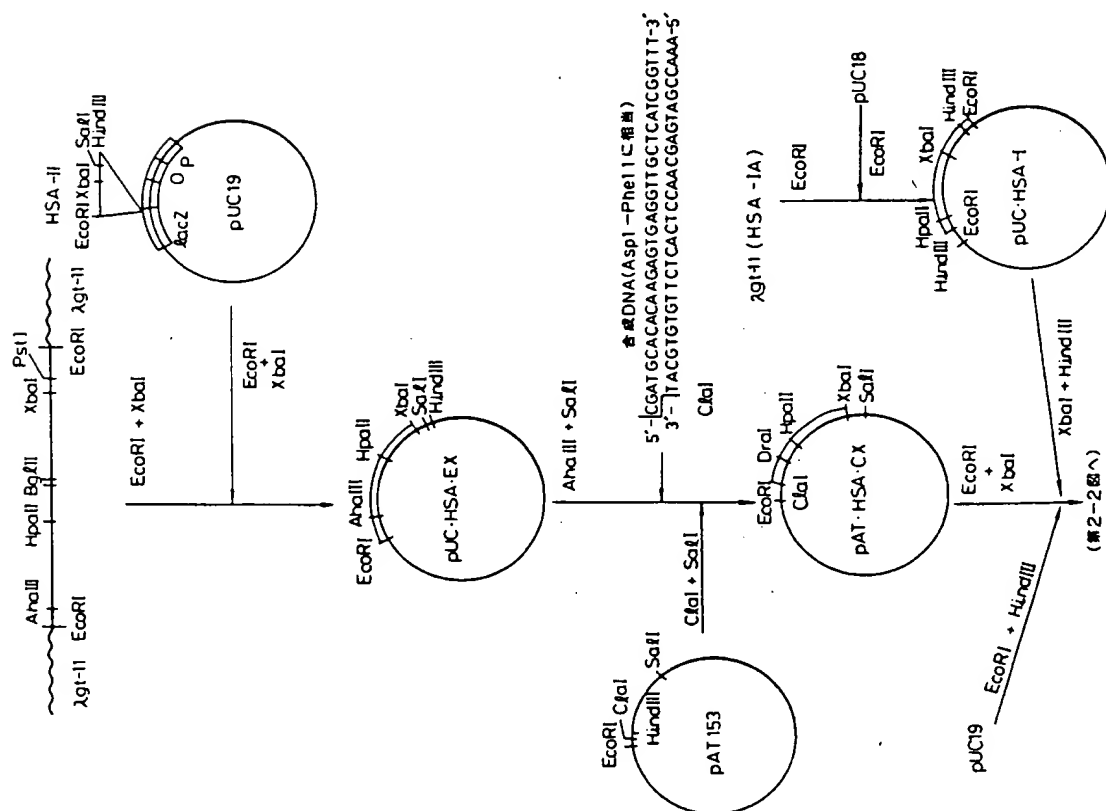 λgt-11
EcoRI
AhaIII
HpaII
BglII
XbaI
PstI
EcoRI
λgt-11
HSA-II
EcoRI
XbaI
SalI
HindIII
lacZ
O
P
pUC19
EcoRI + XbaI
EcoRI
+
XbaI
EcoRI
AhaIII
HpaII
XbaI
SalI
HindIII
pUC·HSA·EX
AhaIII + SalI
合成DNA(Asp1-Phe11に相当)
5'-CGATGCACACAAGAGTGAGGTTGCTCATCGGTTT-3'
3'-TACGTGTGTTCTCACTCCAACGAGTAGCCAAA-5'
ClaI
EcoRI
ClaI
HindIII
SalI
pAT153
ClaI + SalI
EcoRI
ClaI
DraI
HpaII
XbaI
SalI
pAT·HSA·CX
EcoRI
+
XbaI
λgt-11 (HSA-IA)
EcoRI
pUC18
EcoRI
HindIII
EcoRI
HpaII
XbaI
HindIII
EcoRI
pUC·HSA-I
XbaI + HindIII
pUC19
EcoRI + HindIII
(第2-2図へ)